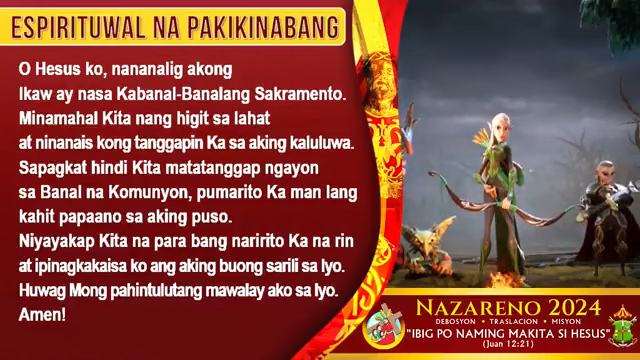 ESPIRITUWAL NA PAKIKINABANG
O Hesus ko, nananalig akong
Ikaw ay nasa Kabanal-Banalang Sakramento.
Minamahal Kita nang higit sa lahat
at ninanais kong tanggapin Ka sa aking kaluluwa.
Sapagkat hindi Kita matatanggap ngayon
sa Banal na Komunyon, pumarito Ka man lang
kahit papaano sa aking puso.
Niyayakap Kita na para bang naririto Ka na rin
at ipinagkakaisa ko ang aking buong sarili sa Iyo.
Huwag Mong pahintulutang mawalay ako sa Iyo.
Amen!
NAZARENO 2024
DEBOSYON • TRASLACION • MISYON
"IBIG PO NAMING MAKITA SI HESUS"
(Juan 12:21)